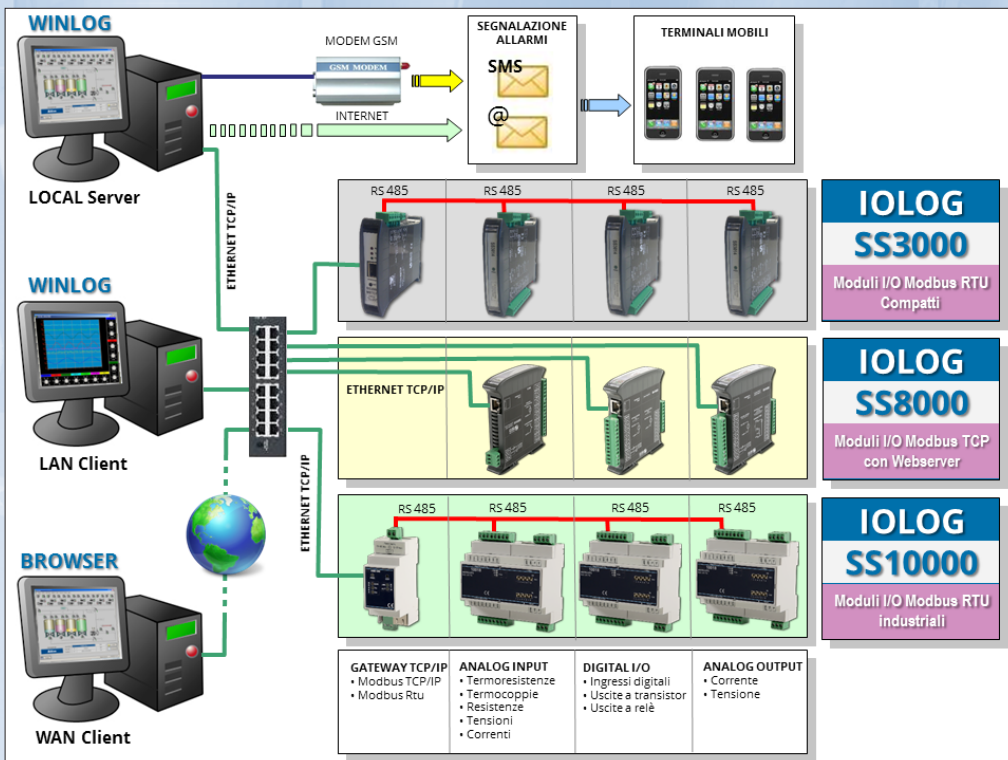 WINLOG
LOCAL Server
MODEM GSM
GSM MODEM
INTERNET
SEGNALAZIONE
ALLARMI
SMS
@
TERMINALI MOBILI
ETHERNET TCP/IP
RS 485
RS 485
RS 485
RS 485
IOLOG
SS3000
Moduli I/O Modbus RTU
Compatti
WINLOG
LAN Client
ETHERNET TCP/IP
IOLOG
SS8000
Moduli I/O Modbus TCP
con Webserver
ETHERNET TCP/IP
RS 485
RS 485
RS 485
RS 485
IOLOG
SS10000
Moduli I/O Modbus RTU
industriali
BROWSER
WAN Client
GATEWAY TCP/IP
• Modbus TCP/IP
• Modbus Rtu
ANALOG INPUT
• Termoresistenze
• Termocoppie
• Resistenze
• Tensioni
• Correnti
DIGITAL I/O
• Ingressi digitali
• Uscite a transistor
• Uscite a relè
ANALOG OUTPUT
• Corrente
• Tensione